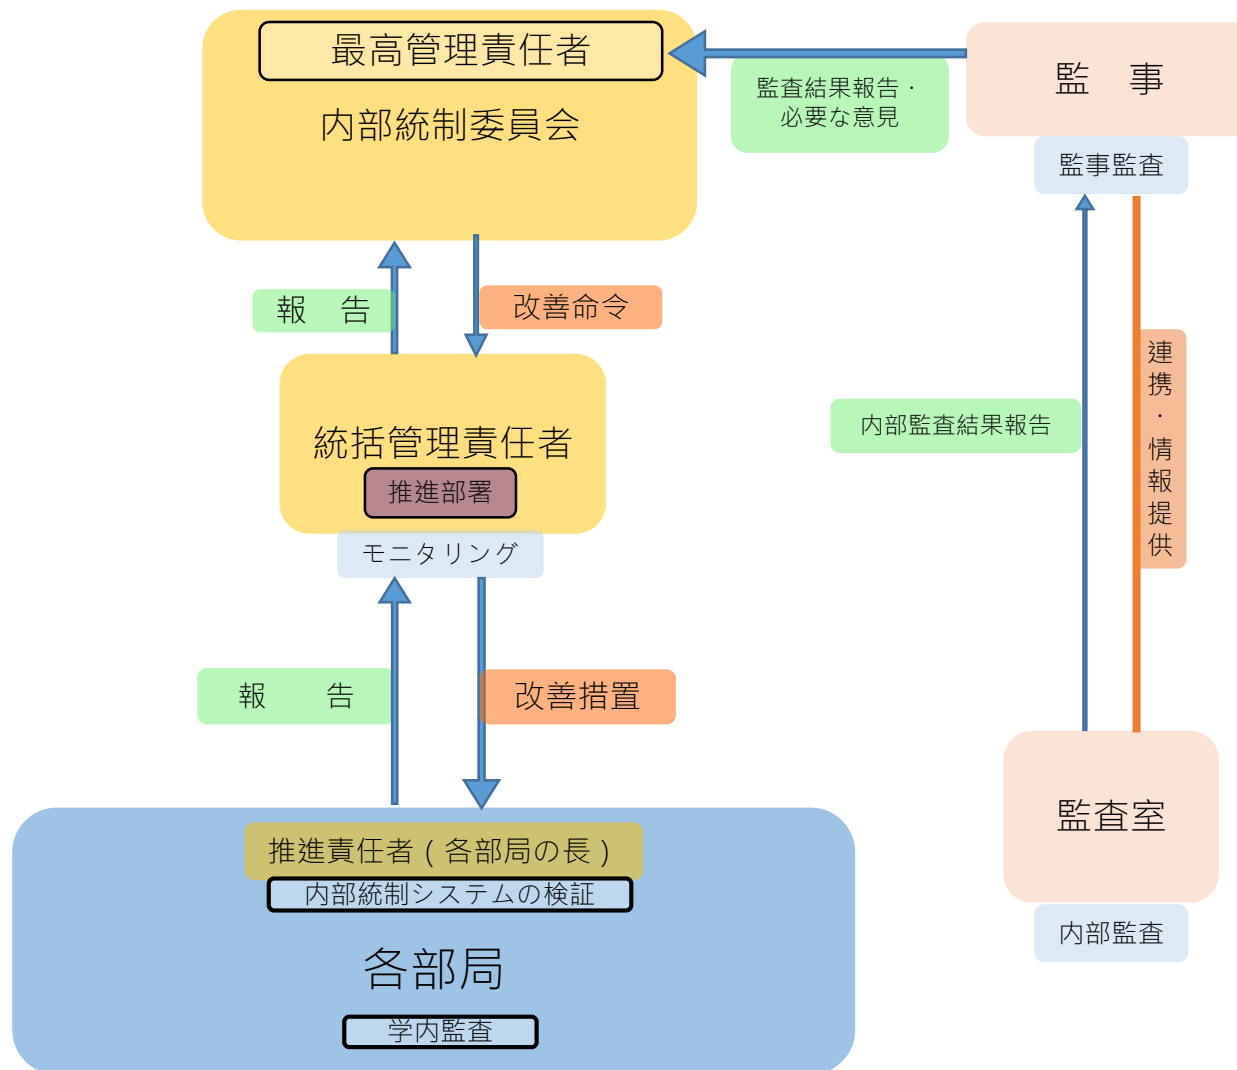 最高管理責任者
内部統制委員会
監査結果報告・
必要な意見
監　事
監事監査
報　告
改善命令
統括管理責任者
推進部署
モニタリング
内部監査結果報告
連携・情報提供
報　　告
改善措置
推進責任者(各部局の長)
内部統制システムの検証
各部局
学内監査
監査室
内部監査